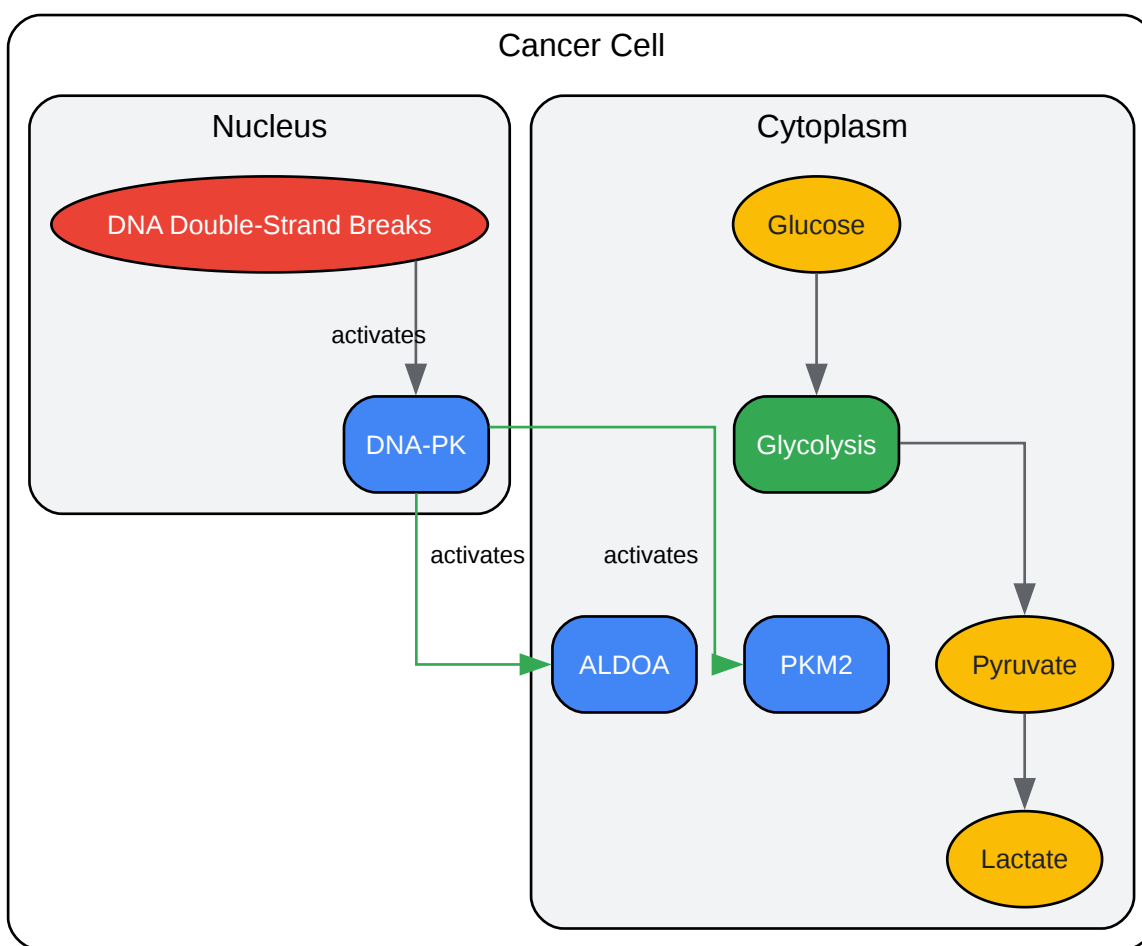 Cancer Cell
Nucleus
Cytoplasm
DNA Double-Strand Breaks
Glucose
activates
DNA-PK
Glycolysis
activates
activates
ALDOA
PKM2
Pyruvate
Lactate